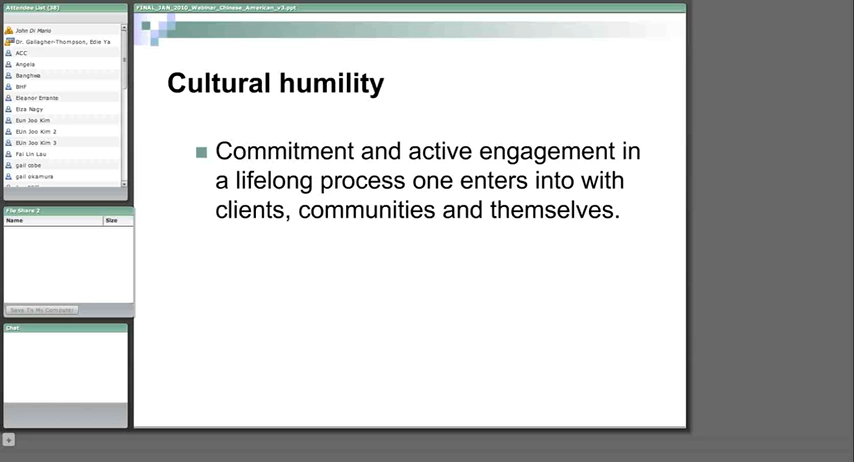 Attendee List (38)
John Di Mario
Dr. Gallagher-Thompson, Edie Ya
ACC
Angela
Banghwa
BHF
Eleanor Errante
Elza Nagy
Eun Joo Kim
EUn Joo Kim 2
EUn Joo Kim 3
Fai Lin Lau
gail cobe
gail okamura
File Share 2
Name Size
Save To My Computer
Chat
FINAL_JAN_2010_Webinar_Chinese_American_v3.ppt
Cultural humility
Commitment and active engagement in
a lifelong process one enters into with
clients, communities and themselves.